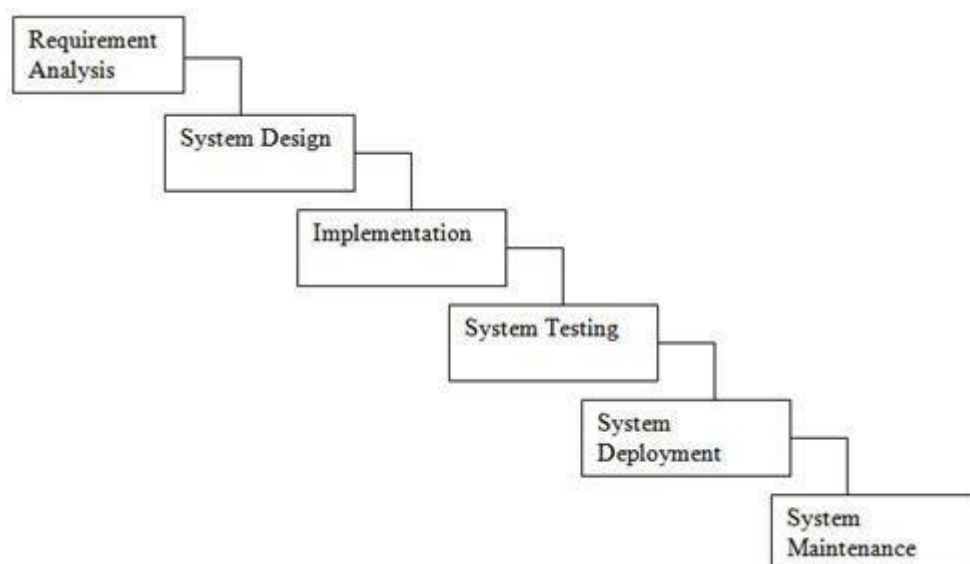 Requirement
Analysis
System Design
Implementation
System Testing
System
Deployment
System
Maintenance